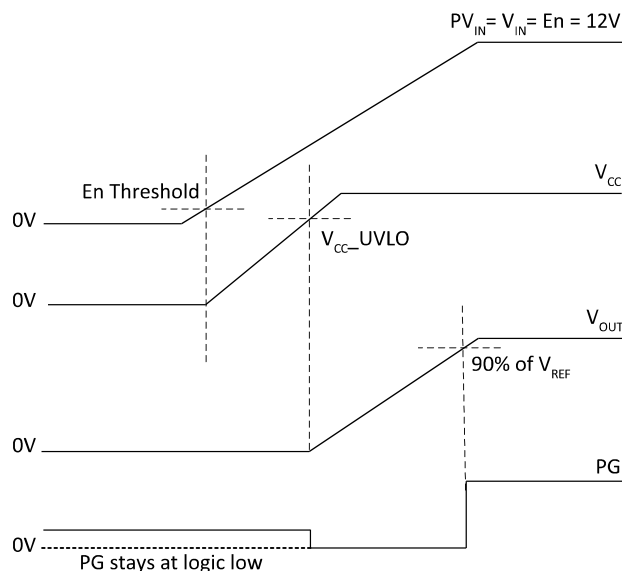 PV_IN= V_IN= En = 12V
En Threshold
V_CC
0V
V_CC_UVLO
0V
V_OUT
90% of V_REF
0V
PG
0V
PG stays at logic low